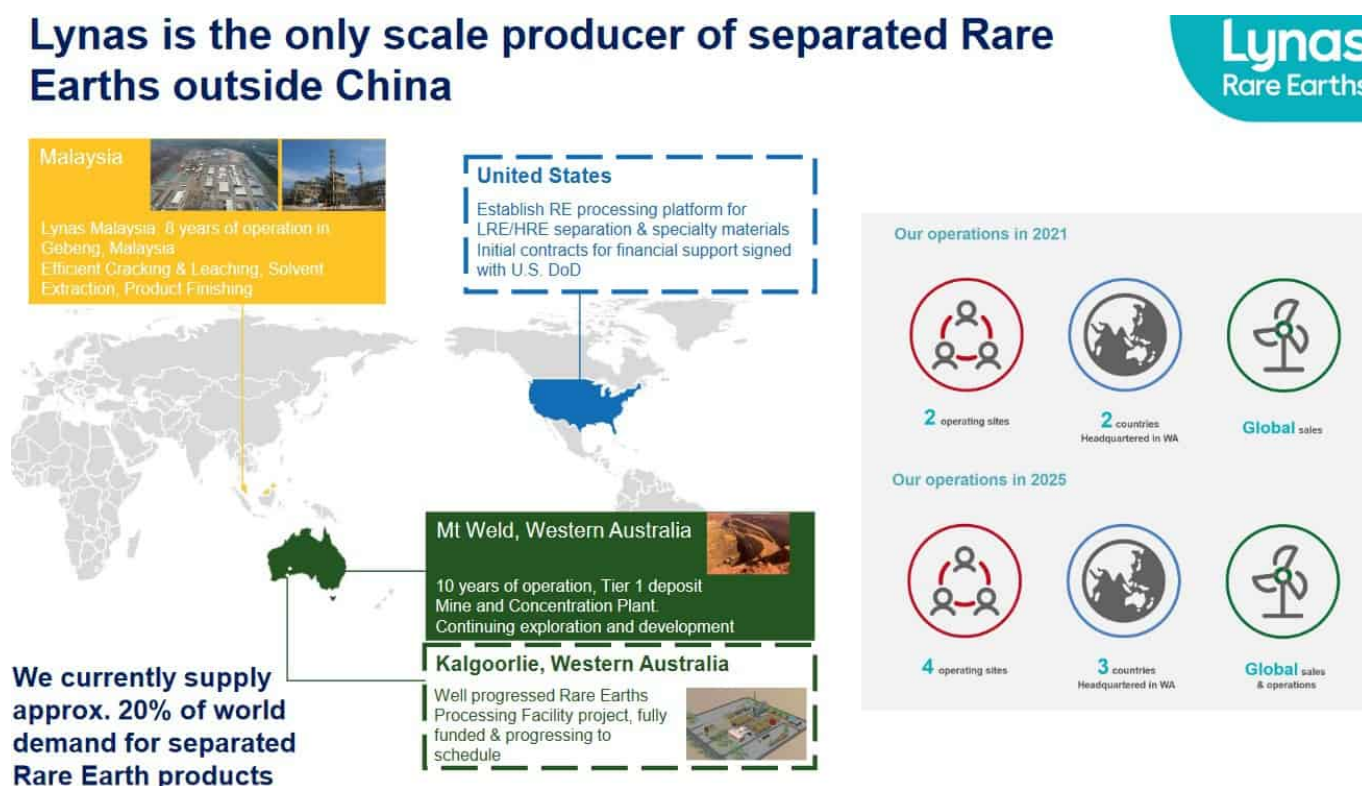 Lynas is the only scale producer of separated Rare
Earths outside China
Lynas
Rare Earths
Malaysia
Lynas Malaysia: 8 years of operation in
Gebeng, Malaysia
Efficient Cracking & Leaching, Solvent
Extraction, Product Finishing
United States
Establish RE processing platform for
LRE/HRE separation & specialty materials
Initial contracts for financial support signed
with U.S. DoD
Mt Weld, Western Australia
10 years of operation, Tier 1 deposit
Mine and Concentration Plant.
Continuing exploration and development
Kalgoorlie, Western Australia
Well progressed Rare Earths
Processing Facility project, fully
funded & progressing to
schedule
We currently supply
approx. 20% of world
demand for separated
Rare Earth products
Our operations in 2021
2 operating sites
2 countries
Headquartered in WA
Global sales
Our operations in 2025
4 operating sites
3 countries
Headquartered in WA
Global sales
& operations